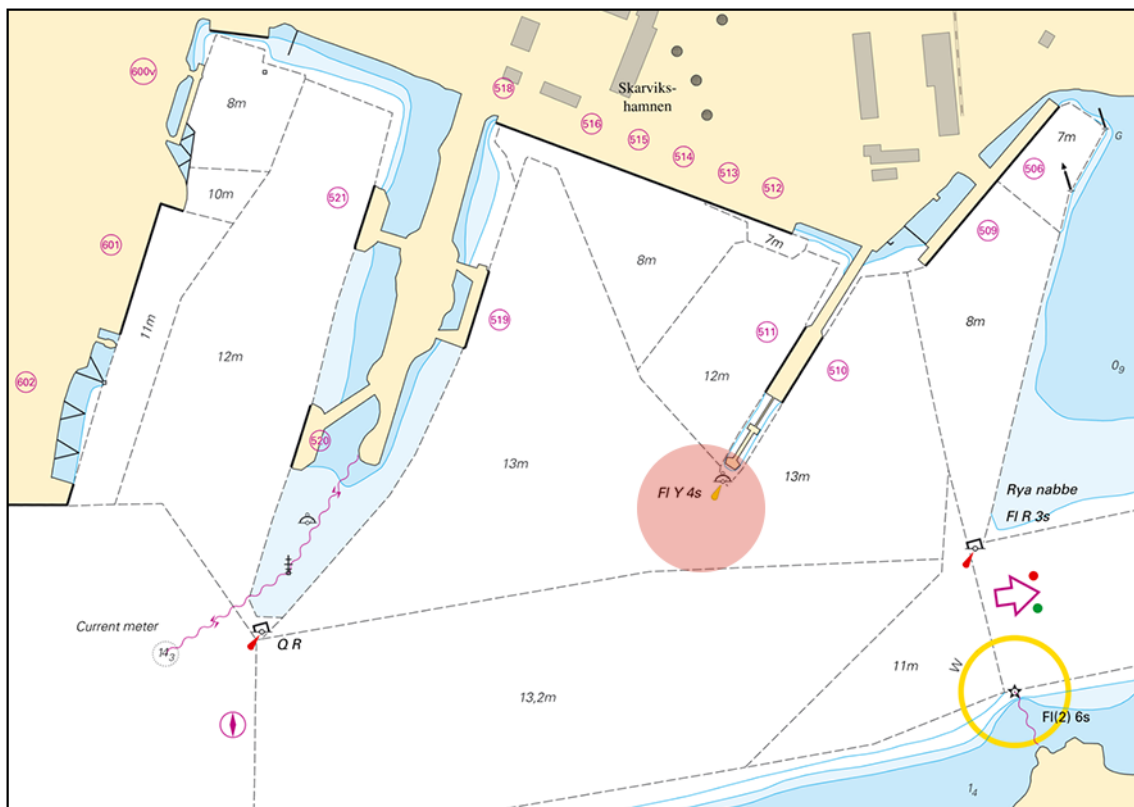 600v
8m
518
Skarviks-
hamnen
516
515
514
513
512
7m
G
506
10m
521
509
601
7m
8m
11m
519
511
8m
12m
510
0₉
602
12m
520
13m
Fl Y 4s
13m
Rya nabbe
Fl R 3s
Current meter
14₃
Q R
13,2m
11m
W
Fl(2) 6s
1₄